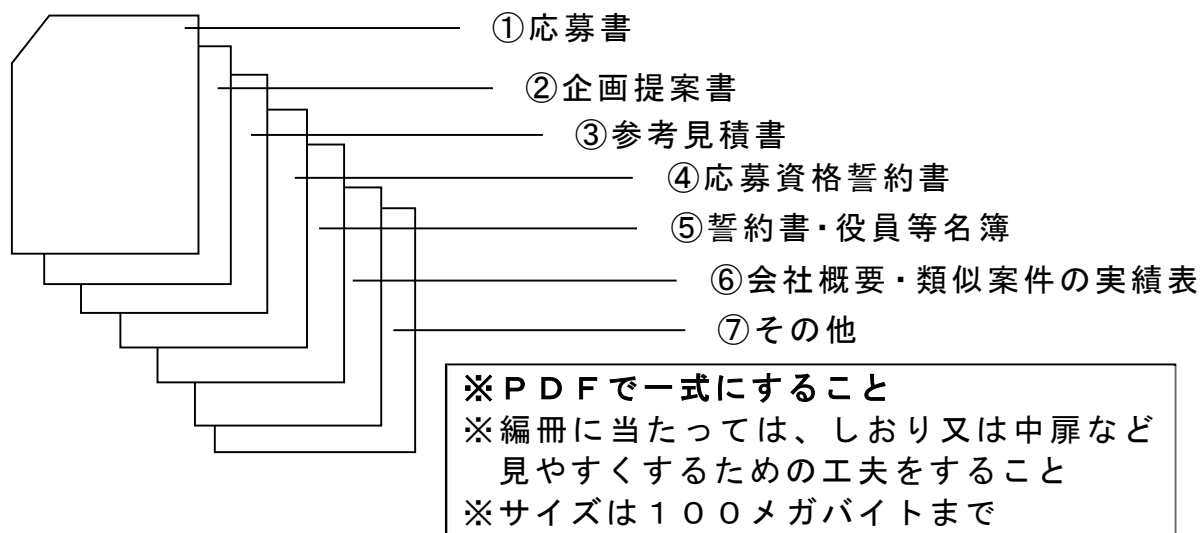 ①応募書
②企画提案書
③参考見積書
④応募資格誓約書
⑤誓約書・役員等名簿
⑥会社概要・類似案件の実績表
⑦その他
※ＰＤＦで一式にすること
※編冊に当たっては、しおり又は中扉など
見やすくするための工夫をすること
※サイズは１００メガバイトまで